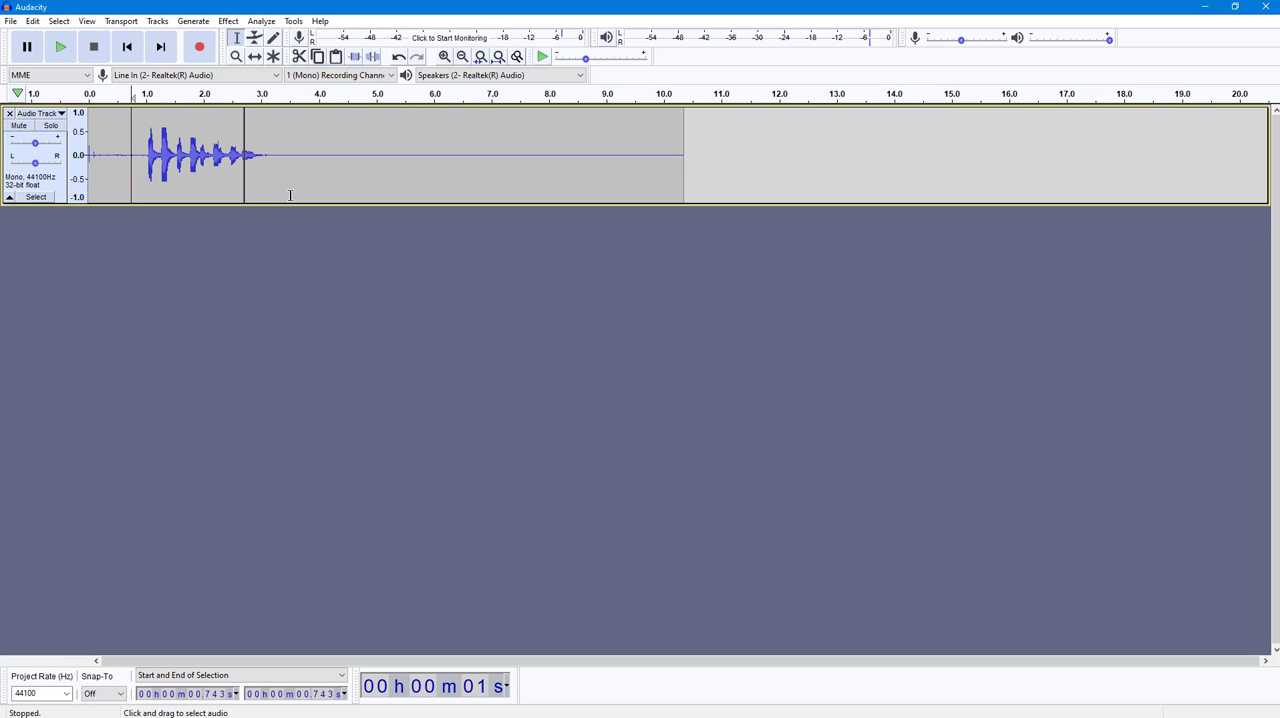 Audacity
File Edit Select View Transport Tracks Generate Effect Analyze Tools Help
L R -54 -48 -42 Click to Start Monitoring -18 -12 -6 0 L R -54 -48 -42 -36 -30 -24 -18 -12 -6 0 - + - +
- +
MME Line In (2- Realtek(R) Audio) 1 (Mono) Recording Chann Speakers (2- Realtek(R) Audio)
1.0 0.0 1.0 2.0 3.0 4.0 5.0 6.0 7.0 8.0 9.0 10.0 11.0 12.0 13.0 14.0 15.0 16.0 17.0 18.0 19.0 20.0
Audio Track 1.0
Mute Solo 0.5
- +
L R 0.0
Mono, 44100Hz -0.5
32-bit float
Select -1.0
Project Rate (Hz) Snap-To Start and End of Selection
44100 Off 00h00m00.743s 00h00m00.743s 00 h 00 m 01 s
Stopped. Click and drag to select audio